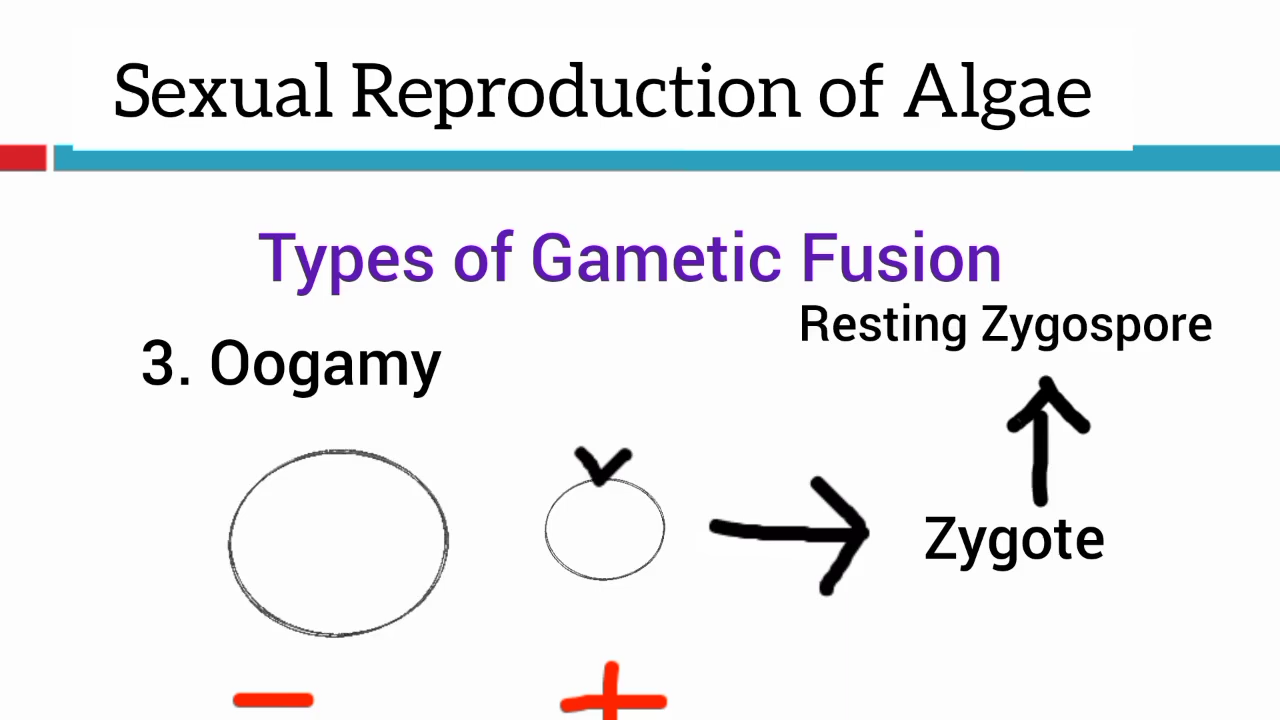 Sexual Reproduction of Algae
Types of Gametic Fusion
Resting Zygospore
3. Oogamy
Zygote
− +